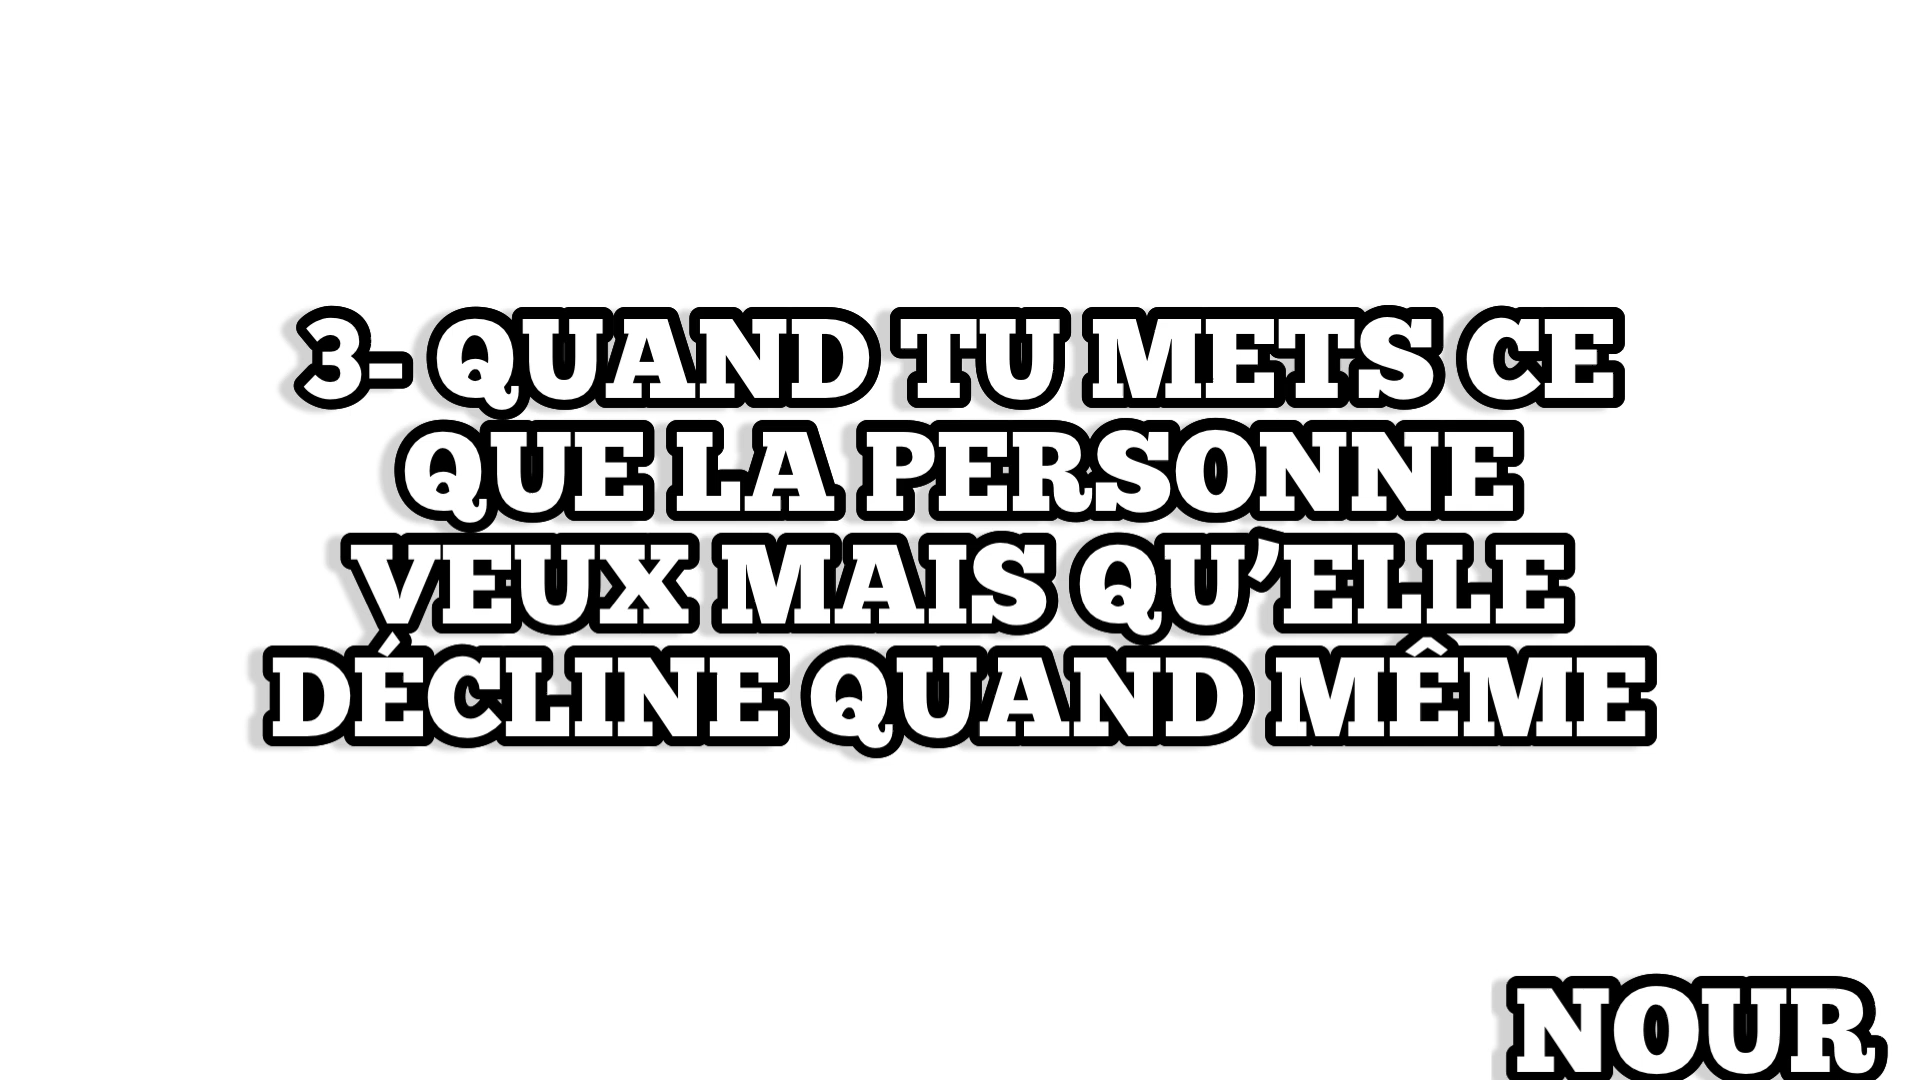 3- QUAND TU METS CE
QUE LA PERSONNE
VEUX MAIS QU’ELLE
DÉCLINE QUAND MÊME
NOUR